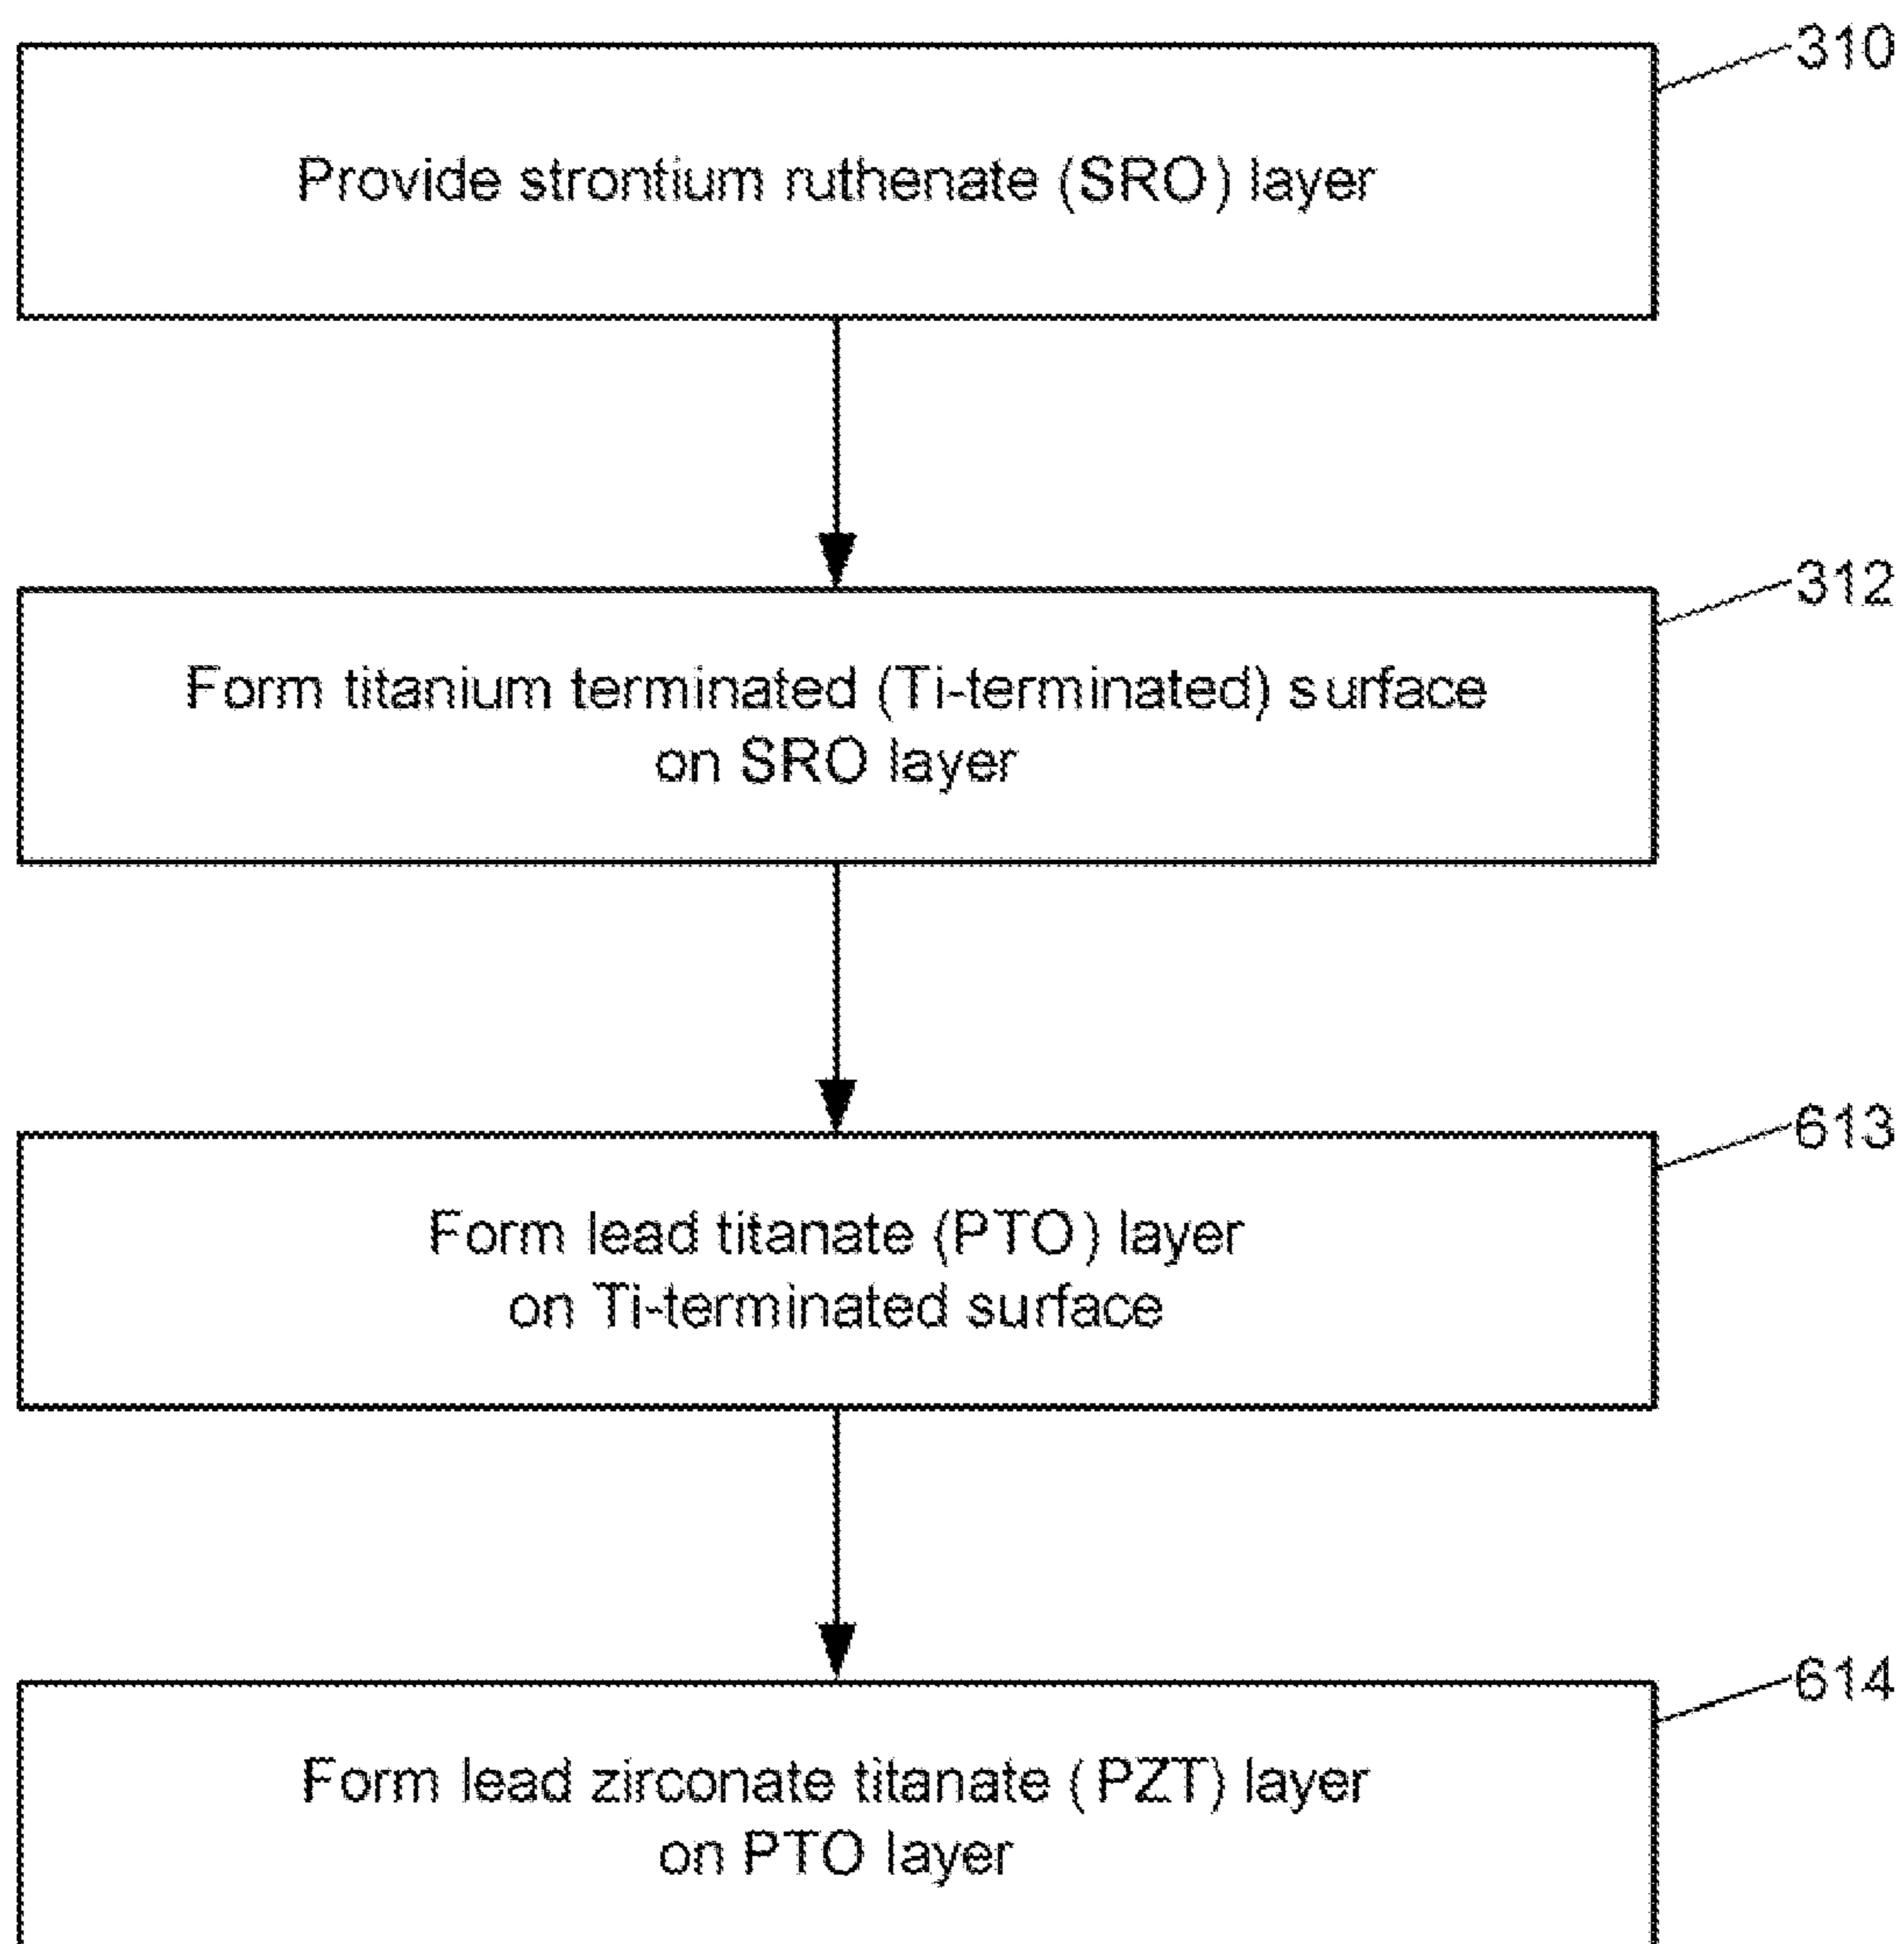 310
Provide strontium ruthenate (SRO) layer
312
Form titanium terminated (Ti-terminated) surface
on SRO layer
613
Form lead titanate (PTO) layer
on Ti-terminated surface
614
Form lead zirconate titanate (PZT) layer
on PTO layer